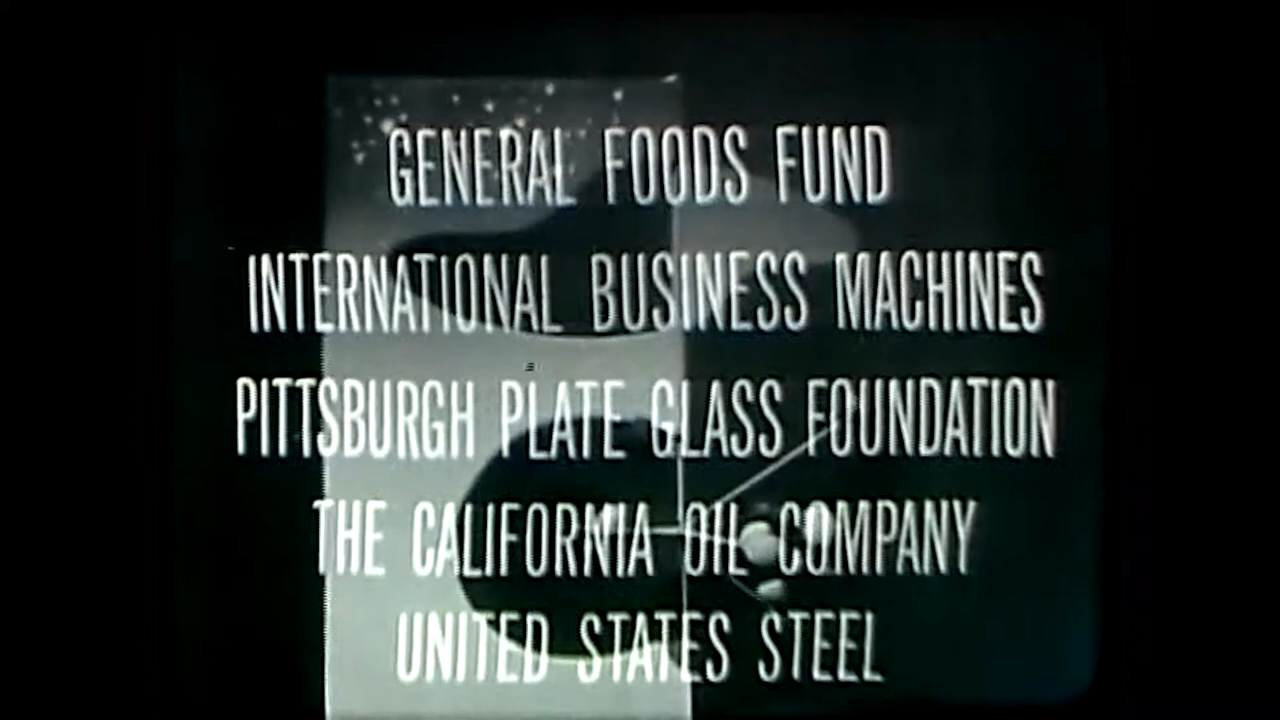 GENERAL FOODS FUND
INTERNATIONAL BUSINESS MACHINES
PITTSBURGH PLATE GLASS FOUNDATION
THE CALIFORNIA OIL COMPANY
UNITED STATES STEEL